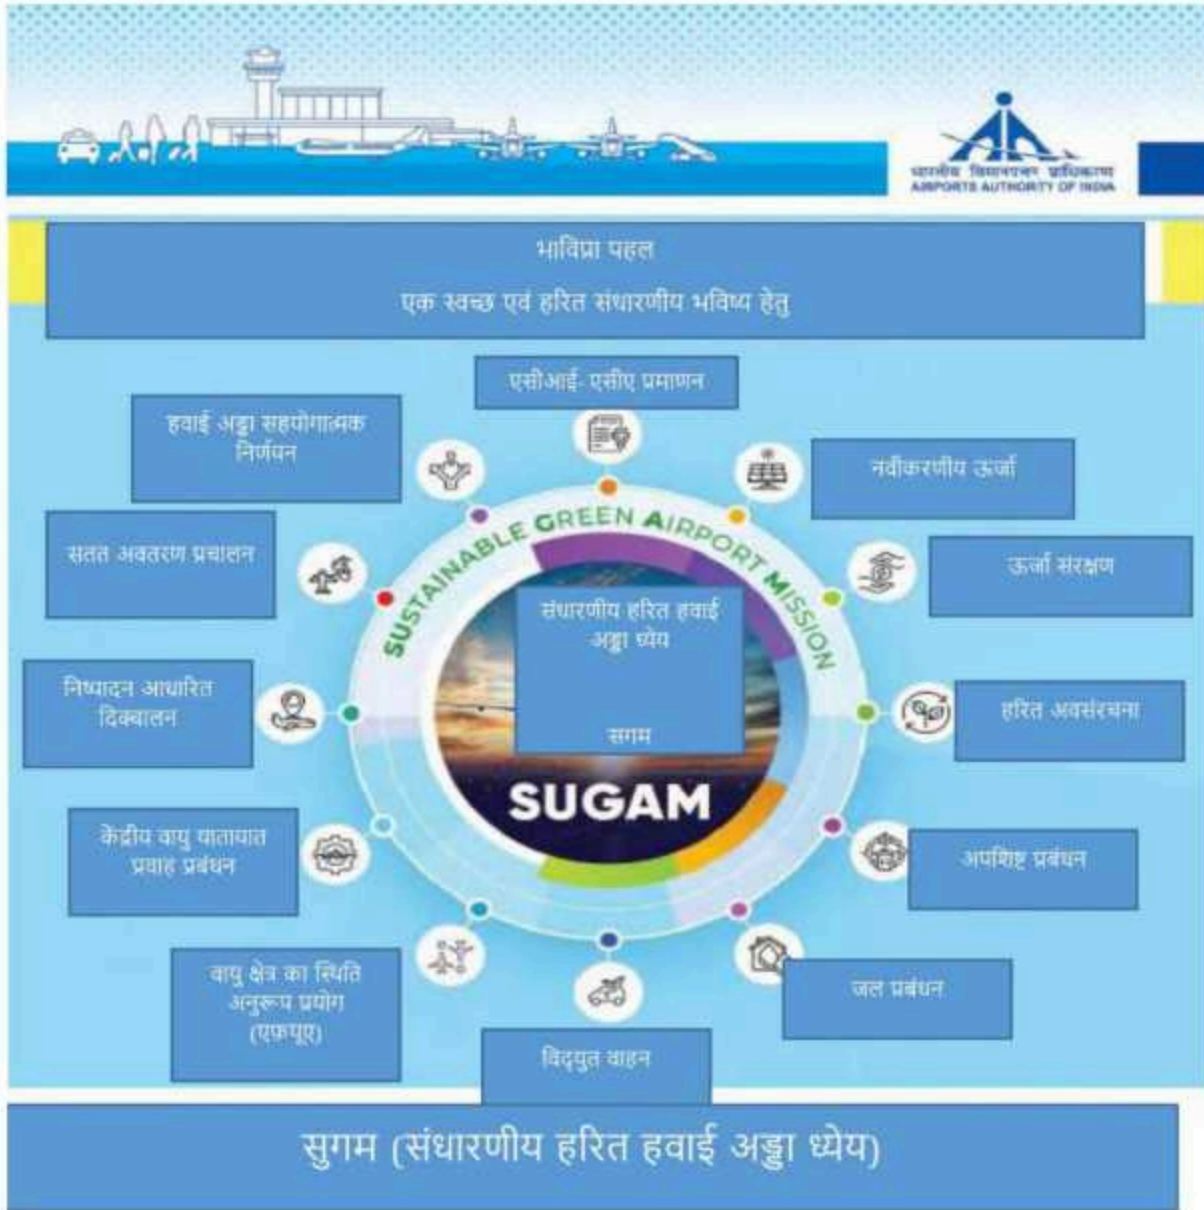 भारतीय विमानपत्तन प्राधिकरण
AIRPORTS AUTHORITY OF INDIA
भाविप्रा पहल
एक स्वच्छ एवं हरित संधारणीय भविष्य हेतु
एसीआई- एसीए प्रमाणन
हवाई अड्डा सहयोगात्मक
निर्णयन
नवीकरणीय ऊर्जा
सतत अवतरण प्रचालन
ऊर्जा संरक्षण
SUSTAINABLE GREEN AIRPORT MISSION
संधारणीय हरित हवाई
अड्डा ध्येय
सगम
SUGAM
निष्पादन आधारित
दिक्चालन
हरित अवसंरचना
केंद्रीय वायु यातायात
प्रवाह प्रबंधन
अपशिष्ट प्रबंधन
वायु क्षेत्र का स्थिति
अनुरूप प्रयोग
(एफ़यूए)
जल प्रबंधन
विद्युत वाहन
सुगम (संधारणीय हरित हवाई अड्डा ध्येय)